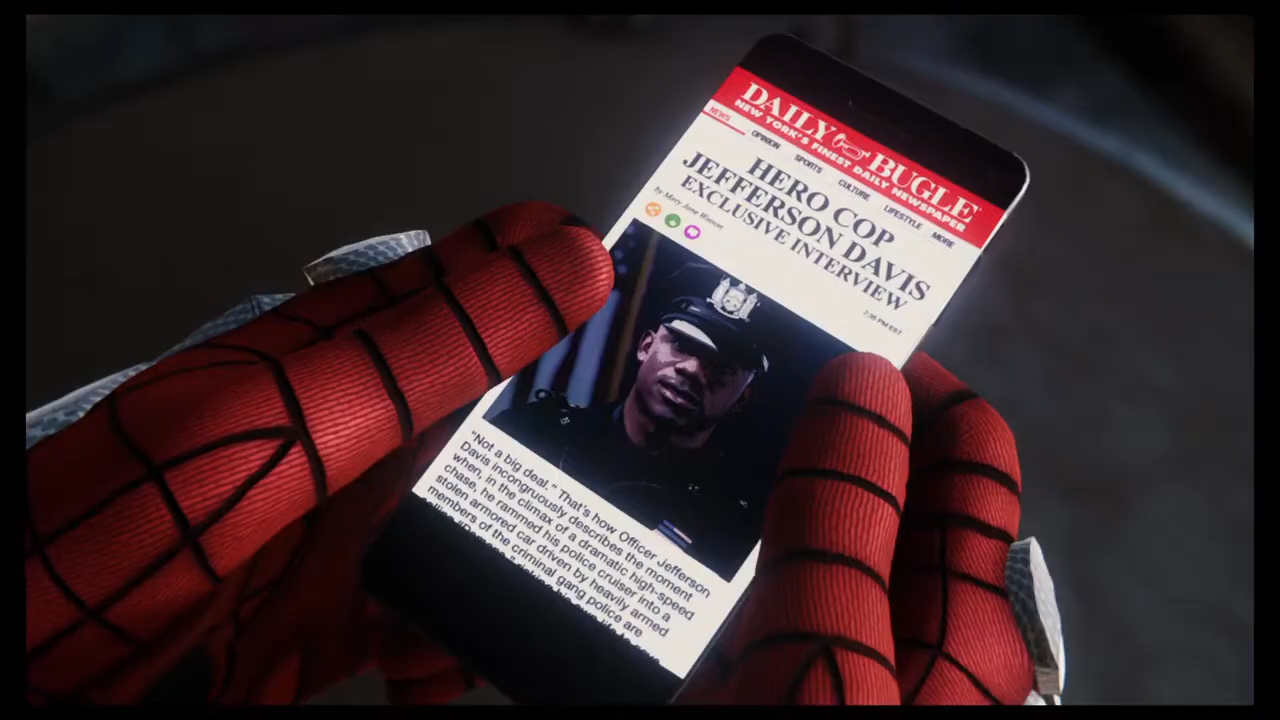 DAILY BUGLE
NEW YORK'S FINEST DAILY NEWSPAPER
NEWS OPINION SPORTS CULTURE LIFESTYLE MORE
HERO COP
JEFFERSON DAVIS
EXCLUSIVE INTERVIEW
by Mary Jane Watson
7:35 PM EST
"Not a big deal." That's how Officer Jefferson
Davis incongruously describes the moment
when, in the climax of a dramatic high-speed
chase, he rammed his police cruiser into a
stolen armored car driven by heavily armed
members of the criminal gang police are